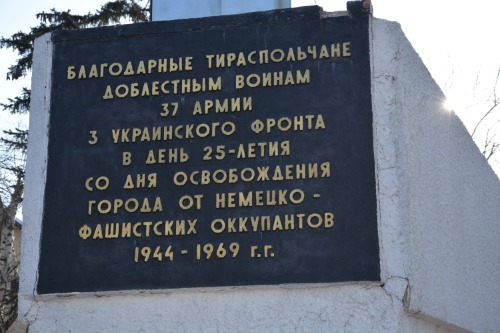 БЛАГОДАРНЫЕ ТИРАСПОЛЬЧАНЕ
ДОБЛЕСТНЫМ ВОИНАМ
37 АРМИИ
3 УКРАИНСКОГО ФРОНТА
В ДЕНЬ 25-ЛЕТИЯ
СО ДНЯ ОСВОБОЖДЕНИЯ
ГОРОДА ОТ НЕМЕЦКО-
ФАШИСТСКИХ ОККУПАНТОВ
1944-1969 г.г.